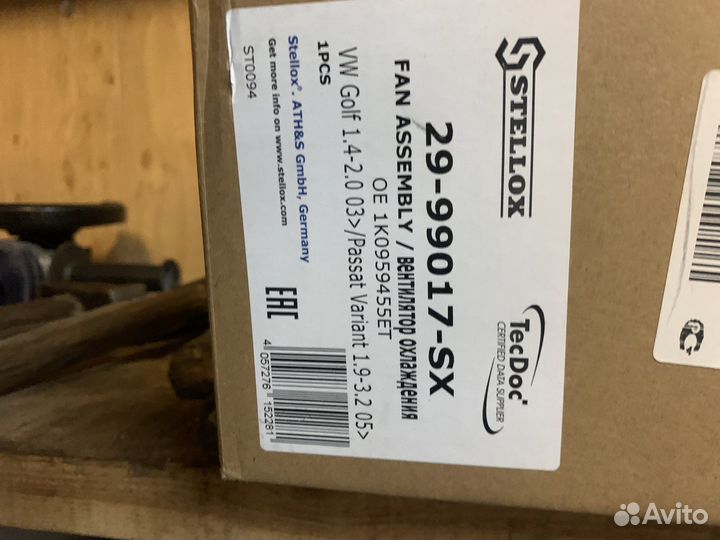 STELLOX
TecDoc
CERTIFIED DATA SUPPLIER
29-99017-SX
FAN ASSEMBLY / вентилятор охлаждения
OE 1K0959455ET
VW Golf 1.4-2.0 03>/Passat Variant 1.9-3.2 05>
1PCS
Stellox®. ATH&S GmbH, Germany
Get more info on www.stellox.com
ST0094
EAC
4 057276 152281
Avito